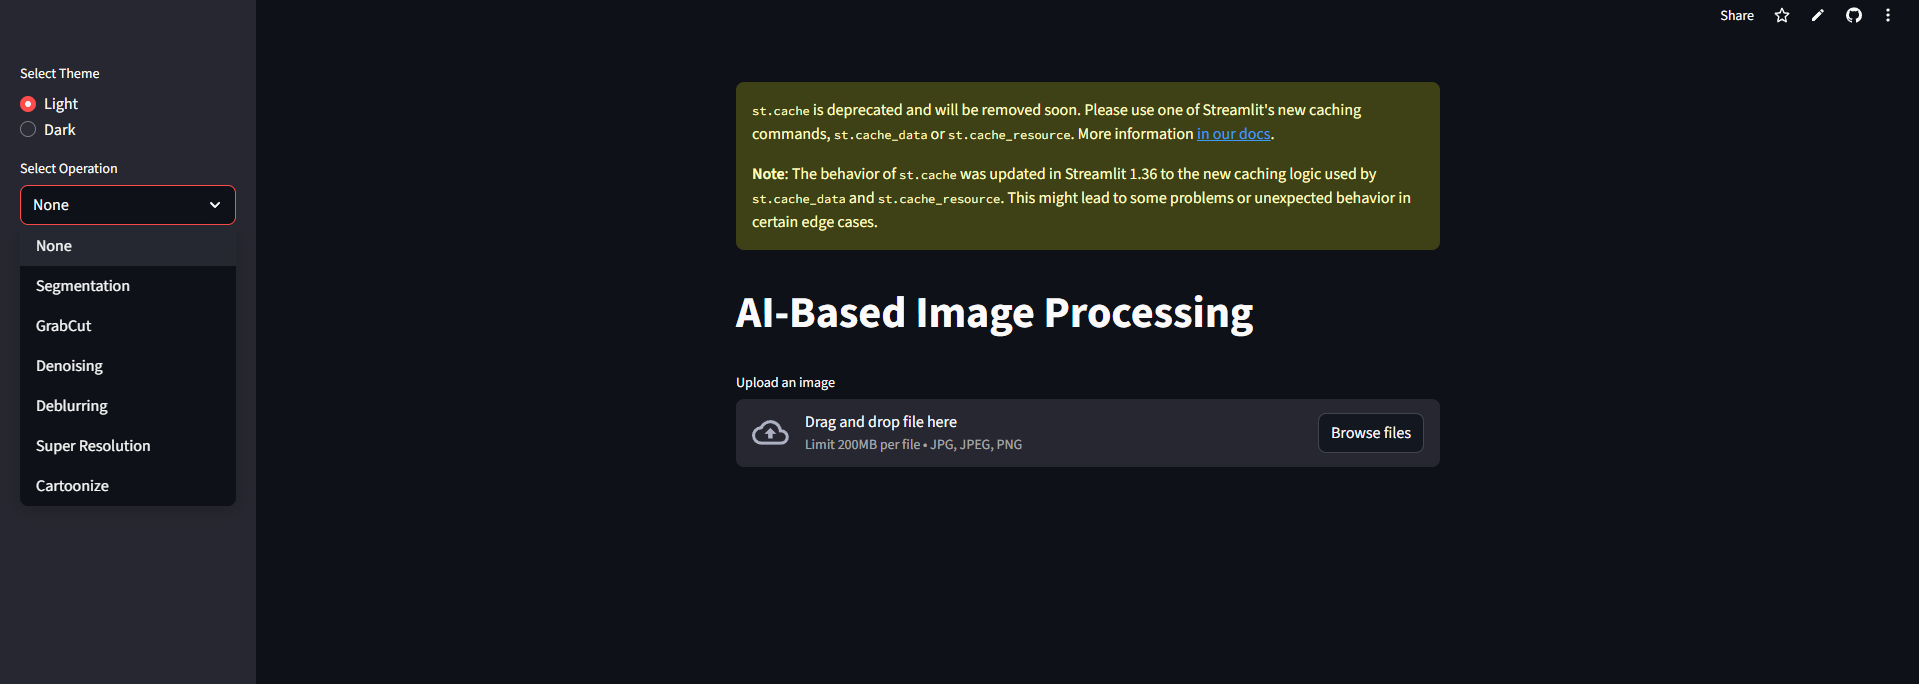 Share
Select Theme
Light
Dark
Select Operation
None
None
Segmentation
GrabCut
Denoising
Deblurring
Super Resolution
Cartoonize
st.cache is deprecated and will be removed soon. Please use one of Streamlit's new caching
commands, st.cache_data or st.cache_resource. More information in our docs.
Note: The behavior of st.cache was updated in Streamlit 1.36 to the new caching logic used by
st.cache_data and st.cache_resource. This might lead to some problems or unexpected behavior in
certain edge cases.
AI-Based Image Processing
Upload an image
Drag and drop file here
Limit 200MB per file • JPG, JPEG, PNG
Browse files